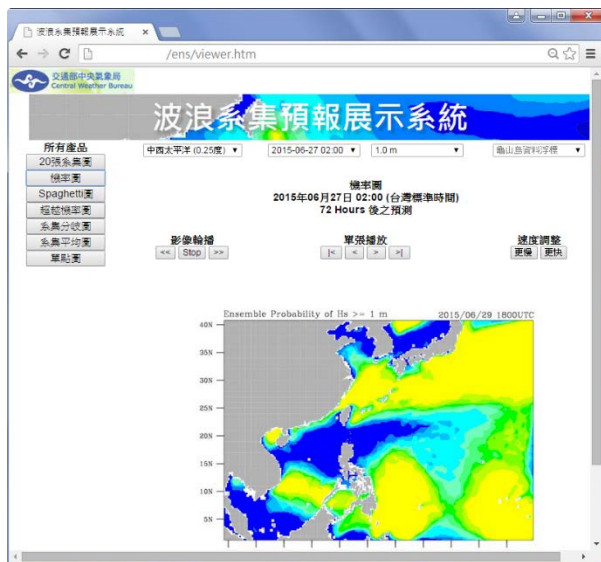 波浪系集預報展示系統
/ens/viewer.htm
交通部中央氣象局
Central Weather Bureau
波浪系集預報展示系統
所有產品
20張系集圖
機率圖
Spaghetti圖
超越機率圖
系集分歧圖
系集平均圖
單點圖
中西太平洋 (0.25度) 2015-06-27 02:00 1.0 m 龜山島資料浮標
機率圖
2015年06月27日 02:00 (台灣標準時間)
72 Hours 後之預測
影像輪播 單張播放 速度調整
<< Stop >> |< < > >| 更慢 更快
Ensemble Probability of Hs >= 1 m 2015/06/29 1800UTC
40N
35N
30N
25N
20N
15N
10N
5N